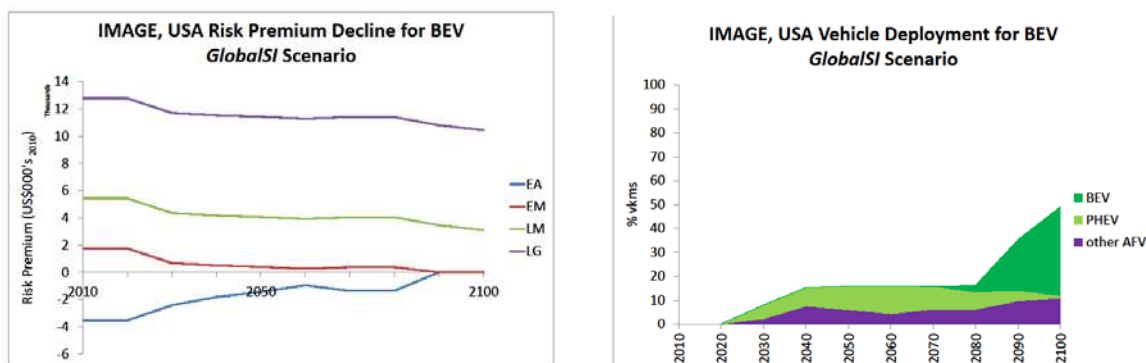 IMAGE, USA Risk Premium Decline for BEV
GlobalSI Scenario
Risk Premium (US$000's 2010)
Thousands
14
12
10
8
6
4
2
0
-2
-4
-6
2010
2050
2100
EA
EM
LM
LG
IMAGE, USA Vehicle Deployment for BEV
GlobalSI Scenario
% vkms
100
90
80
70
60
50
40
30
20
10
0
2010
2020
2030
2040
2050
2060
2070
2080
2090
2100
BEV
PHEV
other AFV